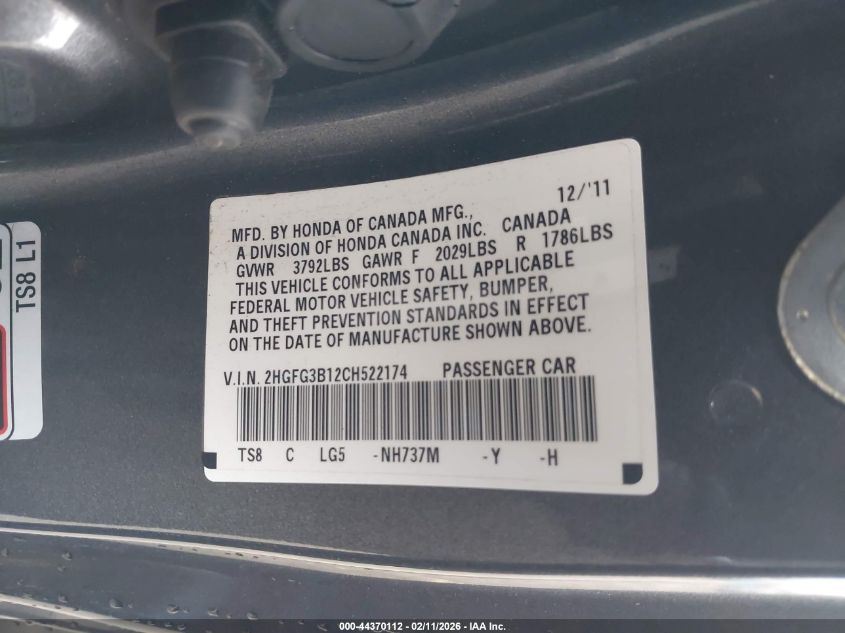 12/'11
MFD. BY HONDA OF CANADA MFG.,
A DIVISION OF HONDA CANADA INC. CANADA
GVWR 3792LBS GAWR F 2029LBS R 1786LBS
THIS VEHICLE CONFORMS TO ALL APPLICABLE
FEDERAL MOTOR VEHICLE SAFETY, BUMPER,
AND THEFT PREVENTION STANDARDS IN EFFECT
ON THE DATE OF MANUFACTURE SHOWN ABOVE.
V.I.N. 2HGFG3B12CH522174 PASSENGER CAR
TS8 C LG5 -NH737M -Y -H
TS8 L1
000-44370112 - 02/11/2026 - IAA Inc.